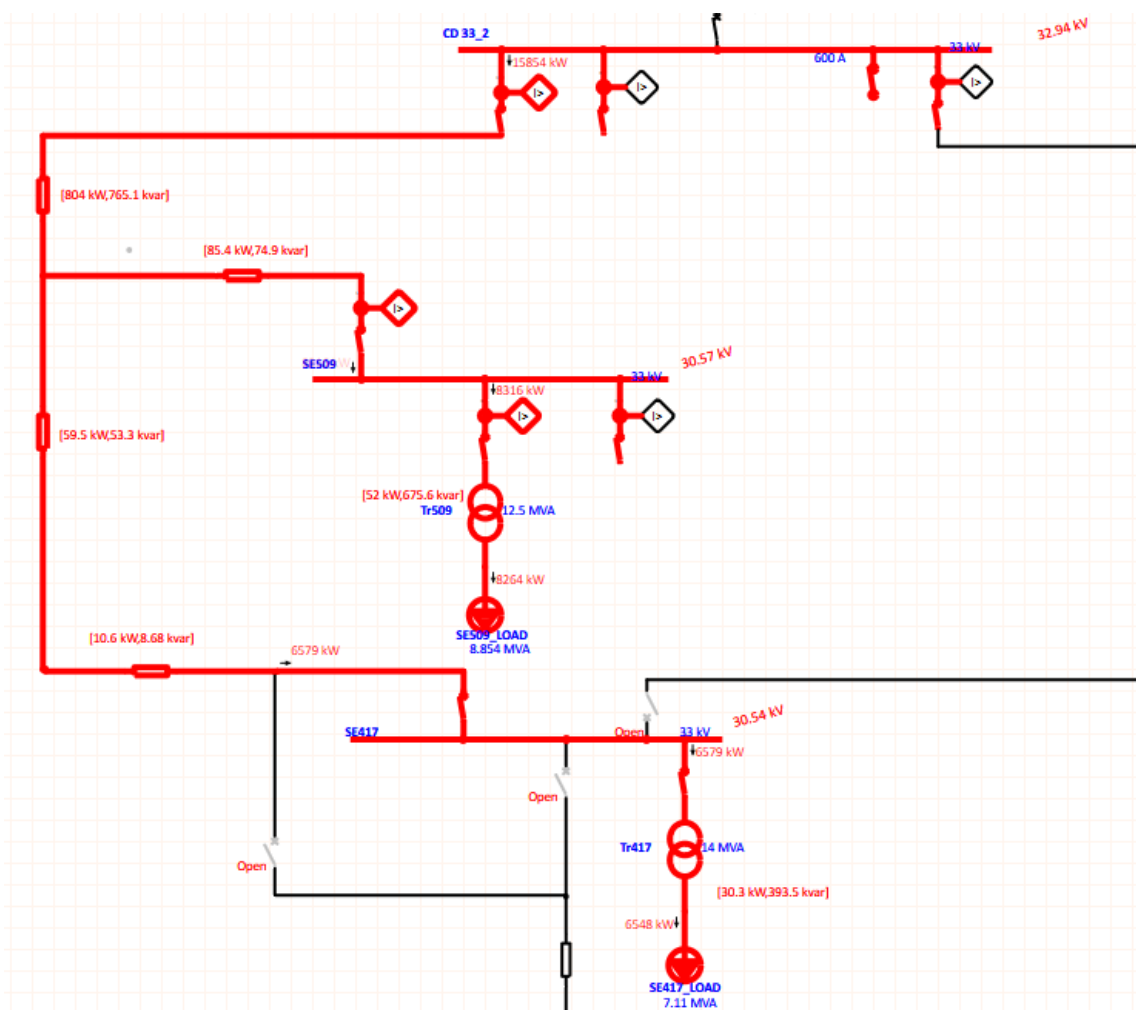 CD 33_2
33 kV
32.94 kV
15854 kW
600 A
I>
I>
I>
[804 kW,765.1 kvar]
[85.4 kW,74.9 kvar]
I>
SE509
33 kV
30.57 kV
8316 kW
I>
I>
[59.5 kW,53.3 kvar]
[52 kW,675.6 kvar]
Tr509
12.5 MVA
8264 kW
SE509_LOAD
8.854 MVA
[10.6 kW,8.68 kvar]
6579 kW
SE417
Open
33 kV
30.54 kV
6579 kW
Open
Tr417
14 MVA
Open
[30.3 kW,393.5 kvar]
6548 kW
SE417_LOAD
7.11 MVA